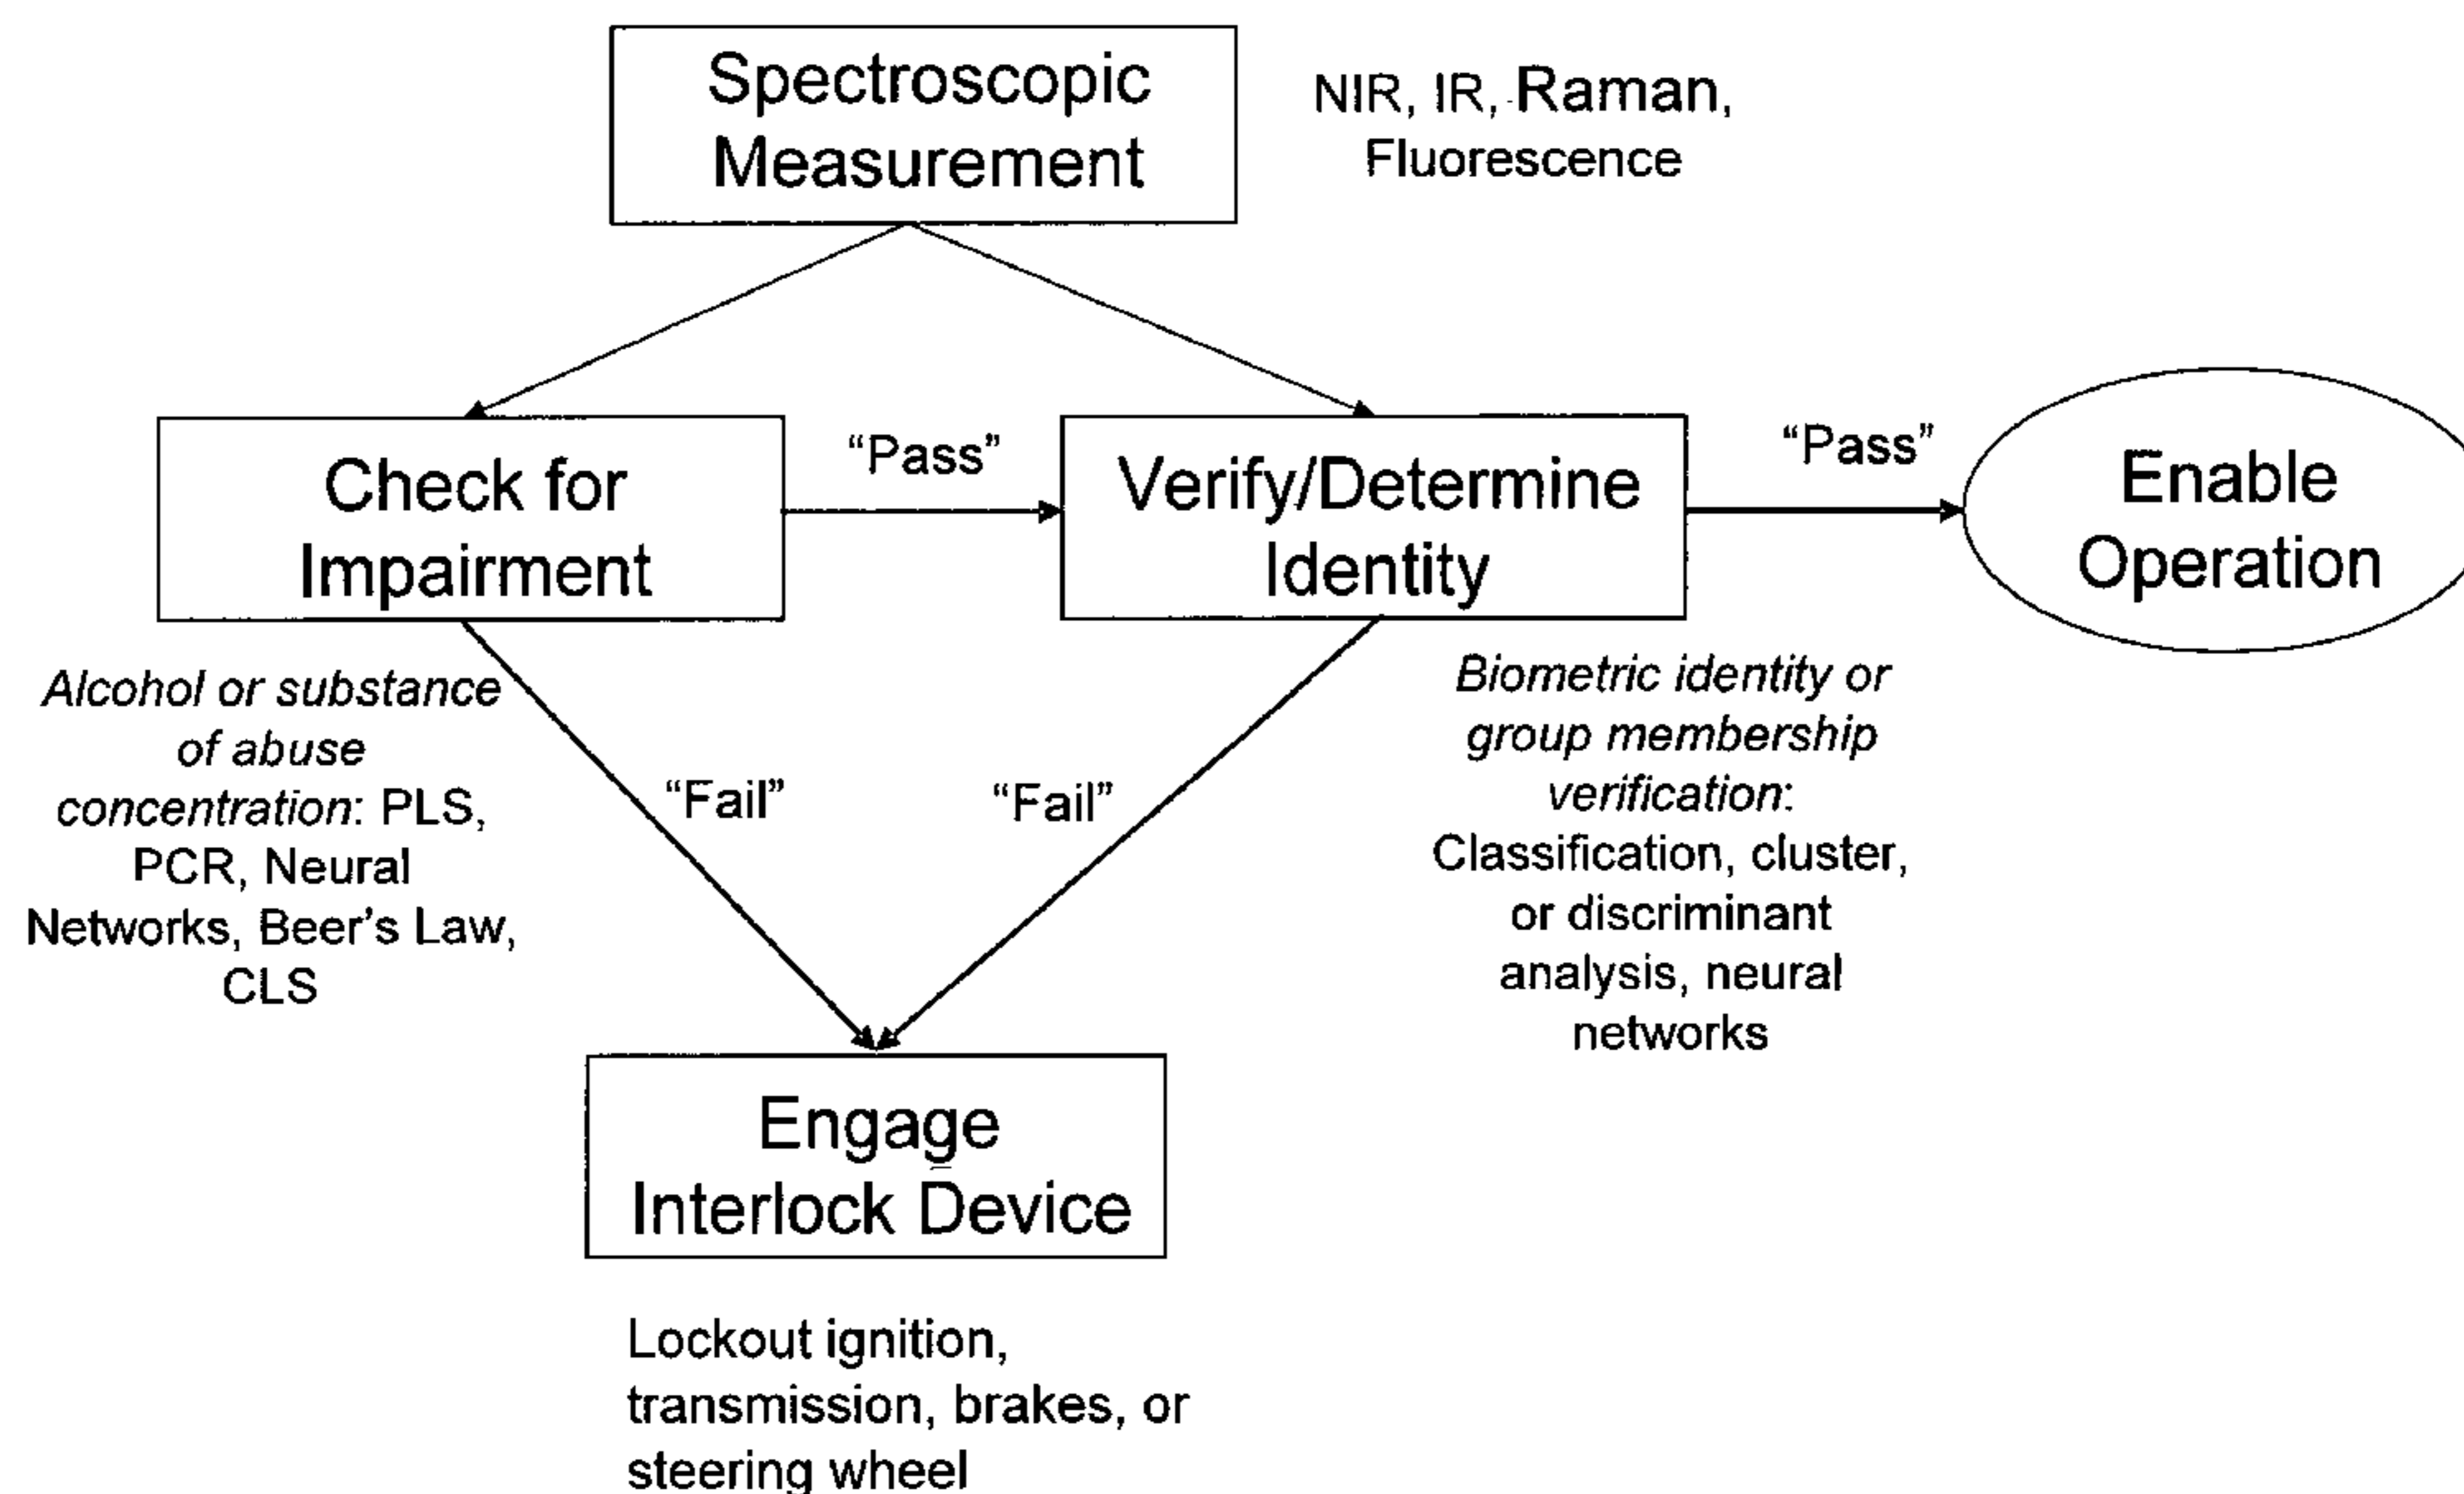 Spectroscopic
Measurement
NIR, IR, Raman,
Fluorescence
Check for
Impairment
“Pass”
Verify/Determine
Identity
“Pass”
Enable
Operation
Alcohol or substance
of abuse
concentration: PLS,
PCR, Neural
Networks, Beer’s Law,
CLS
“Fail”
“Fail”
Biometric identity or
group membership
verification:
Classification, cluster,
or discriminant
analysis, neural
networks
Engage
Interlock Device
Lockout ignition,
transmission, brakes, or
steering wheel